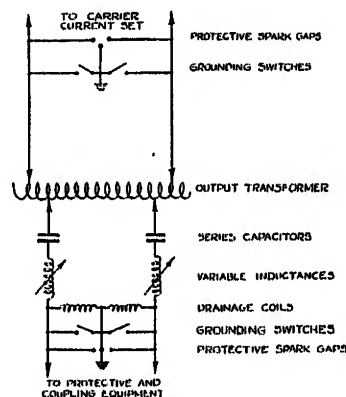 TO CARRIER
CURRENT SET
PROTECTIVE SPARK GAPS
GROUNDING SWITCHES
OUTPUT TRANSFORMER
SERIES CAPACITORS
VARIABLE INDUCTANCES
DRAINAGE COILS
GROUNDING SWITCHES
PROTECTIVE SPARK GAPS
TO PROTECTIVE AND
COUPLING EQUIPMENT